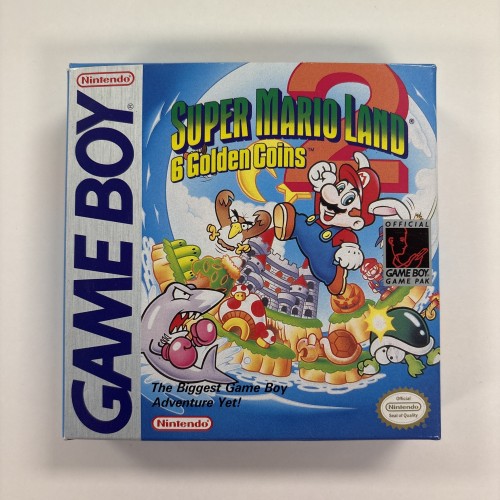 Nintendo
GAME BOY
2
SUPER MARIO LAND®
6 Golden Coins™
OFFICIAL
GAME BOY
GAME PAK
The Biggest Game Boy
Adventure Yet!
Nintendo
Official
Nintendo
Seal of Quality